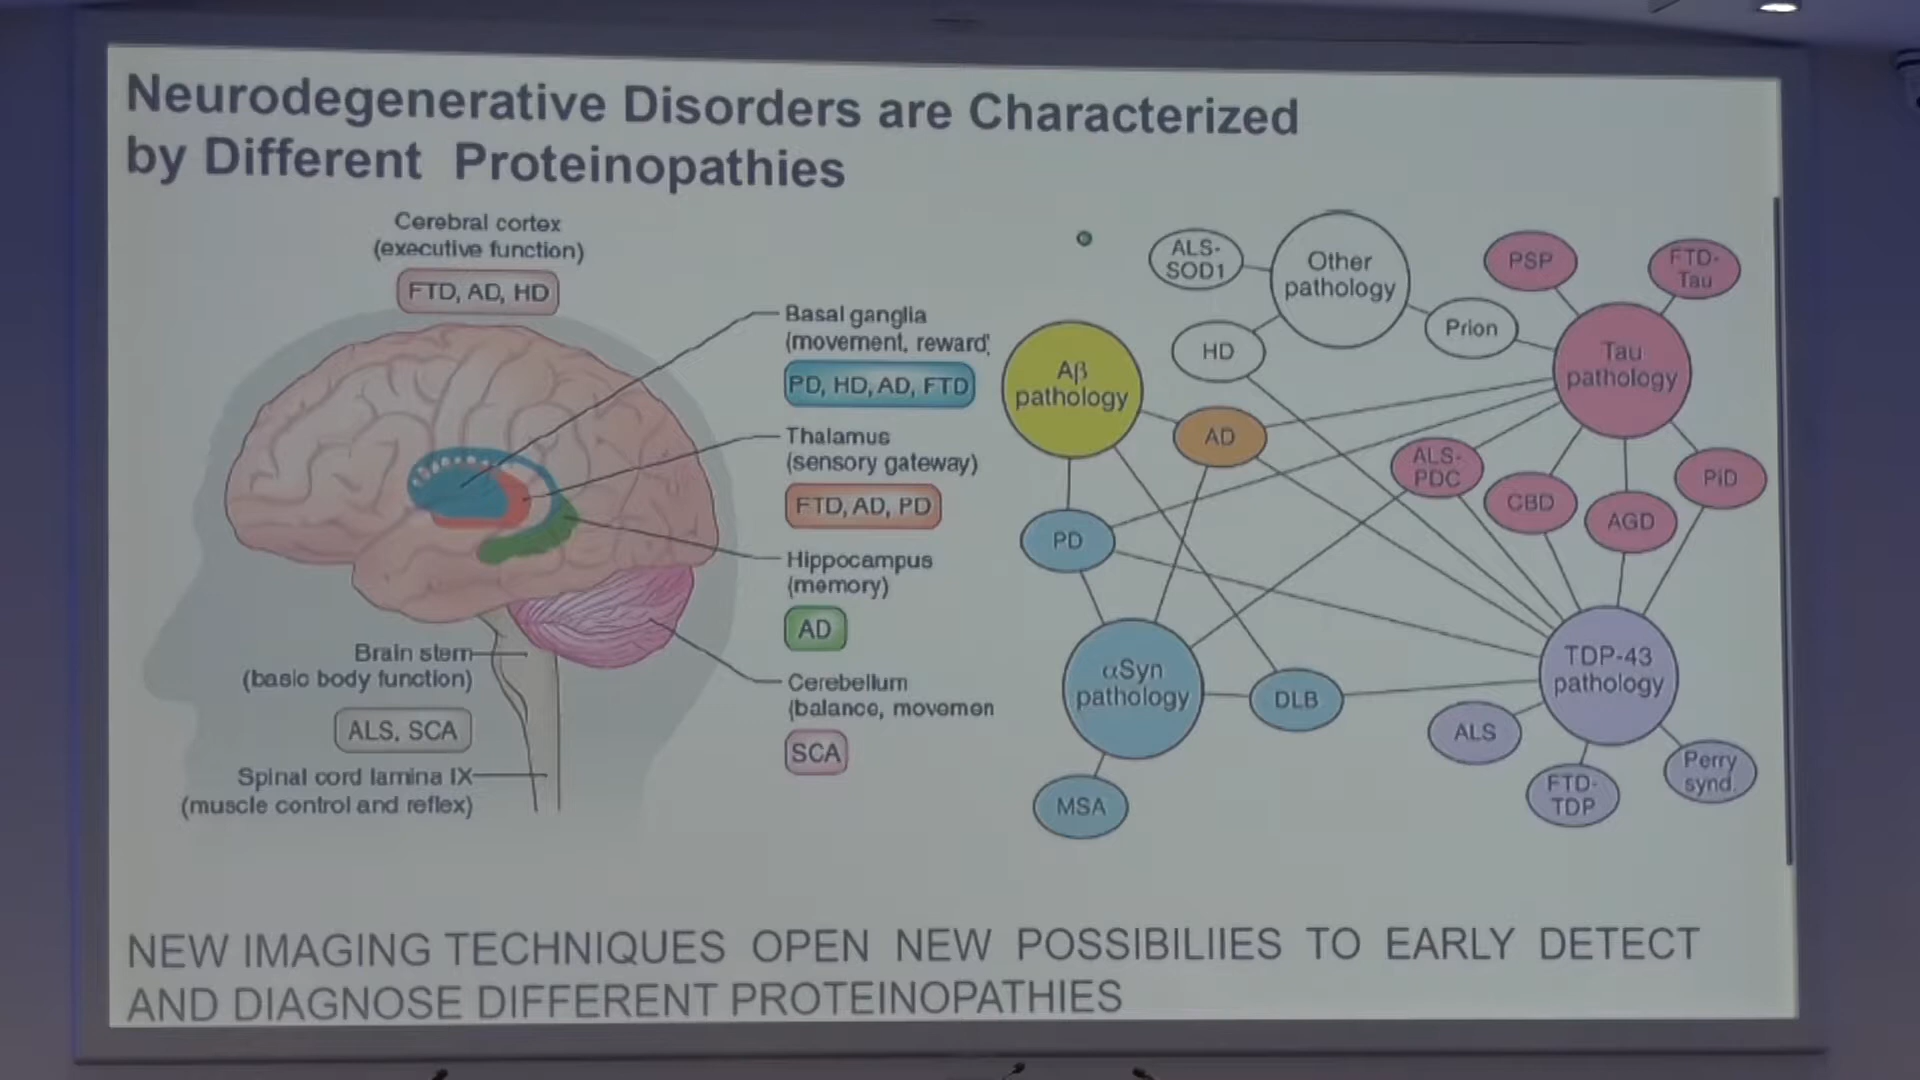 Neurodegenerative Disorders are Characterized
by Different Proteinopathies
Cerebral cortex
(executive function)
FTD, AD, HD
Basal ganglia
(movement, reward)
PD, HD, AD, FTD
Thalamus
(sensory gateway)
FTD, AD, PD
Hippocampus
(memory)
AD
Cerebellum
(balance, movemen
SCA
Brain stem
(basic body function)
ALS, SCA
Spinal cord lamina IX
(muscle control and reflex)
ALS-
SOD1
Other
pathology
HD
Prion
PSP
FTD-
Tau
Tau
pathology
Aβ
pathology
AD
ALS-
PDC
CBD
AGD
PiD
PD
αSyn
pathology
DLB
MSA
TDP-43
pathology
ALS
FTD-
TDP
Perry
synd.
NEW IMAGING TECHNIQUES OPEN NEW POSSIBILIIES TO EARLY DETECT
AND DIAGNOSE DIFFERENT PROTEINOPATHIES